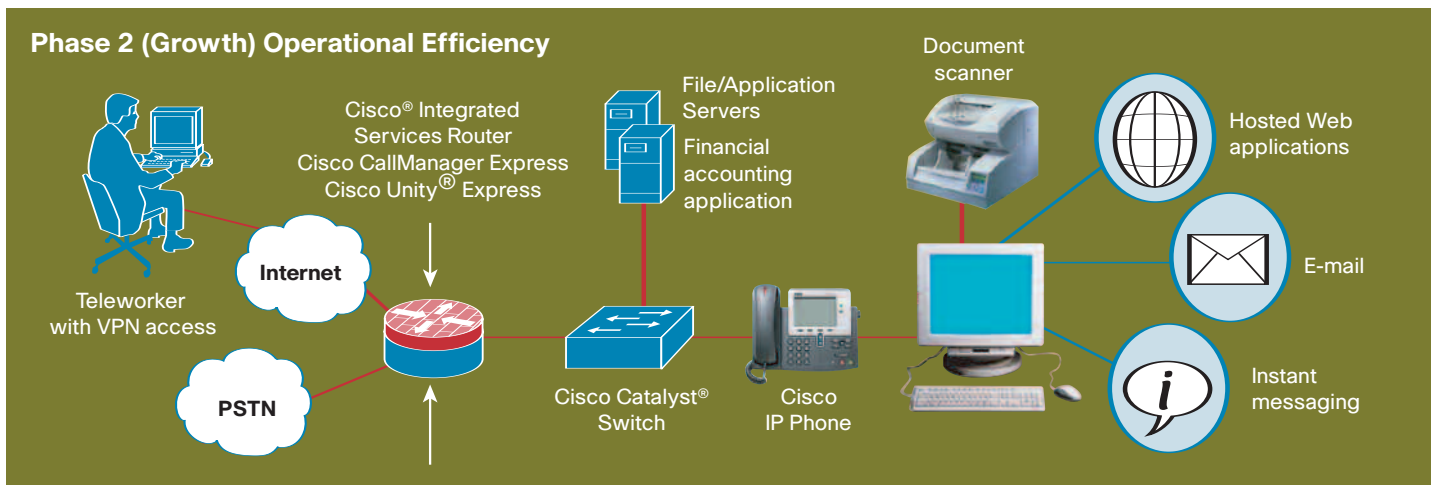 Phase 2 (Growth) Operational Efficiency
Teleworker
with VPN access
Internet
PSTN
Cisco® Integrated
Services Router
Cisco CallManager Express
Cisco Unity® Express
File/Application
Servers
Financial
accounting
application
Cisco Catalyst®
Switch
Cisco
IP Phone
Document
scanner
Hosted Web
applications
E-mail
i
Instant
messaging